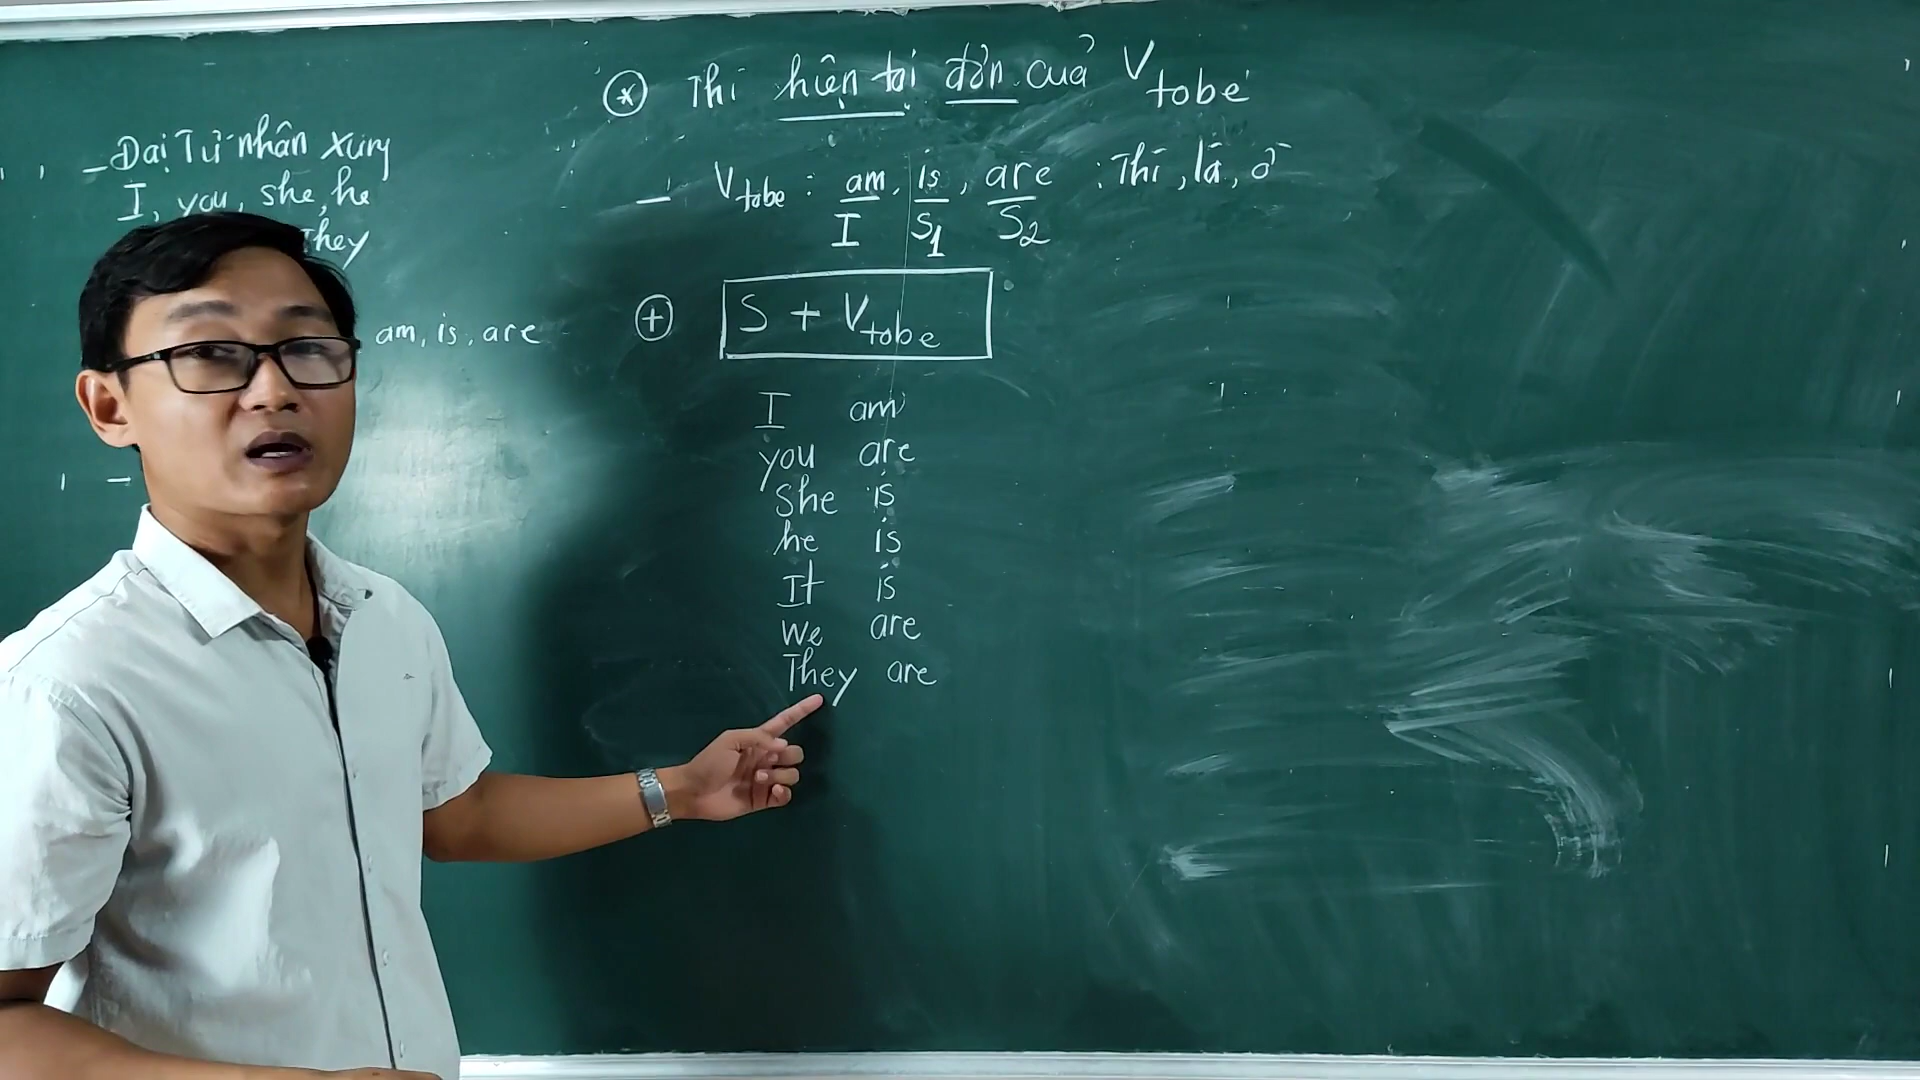 - Đại Từ nhân xưng
I, you, she, he
They
am, is, are
-
* Thì hiện tại đơn của V tobe
- V tobe : am, is, are : Thì, là, ở
I S1 S2
+ S + V tobe
I am
you are
She is
he is
It is
We are
They are